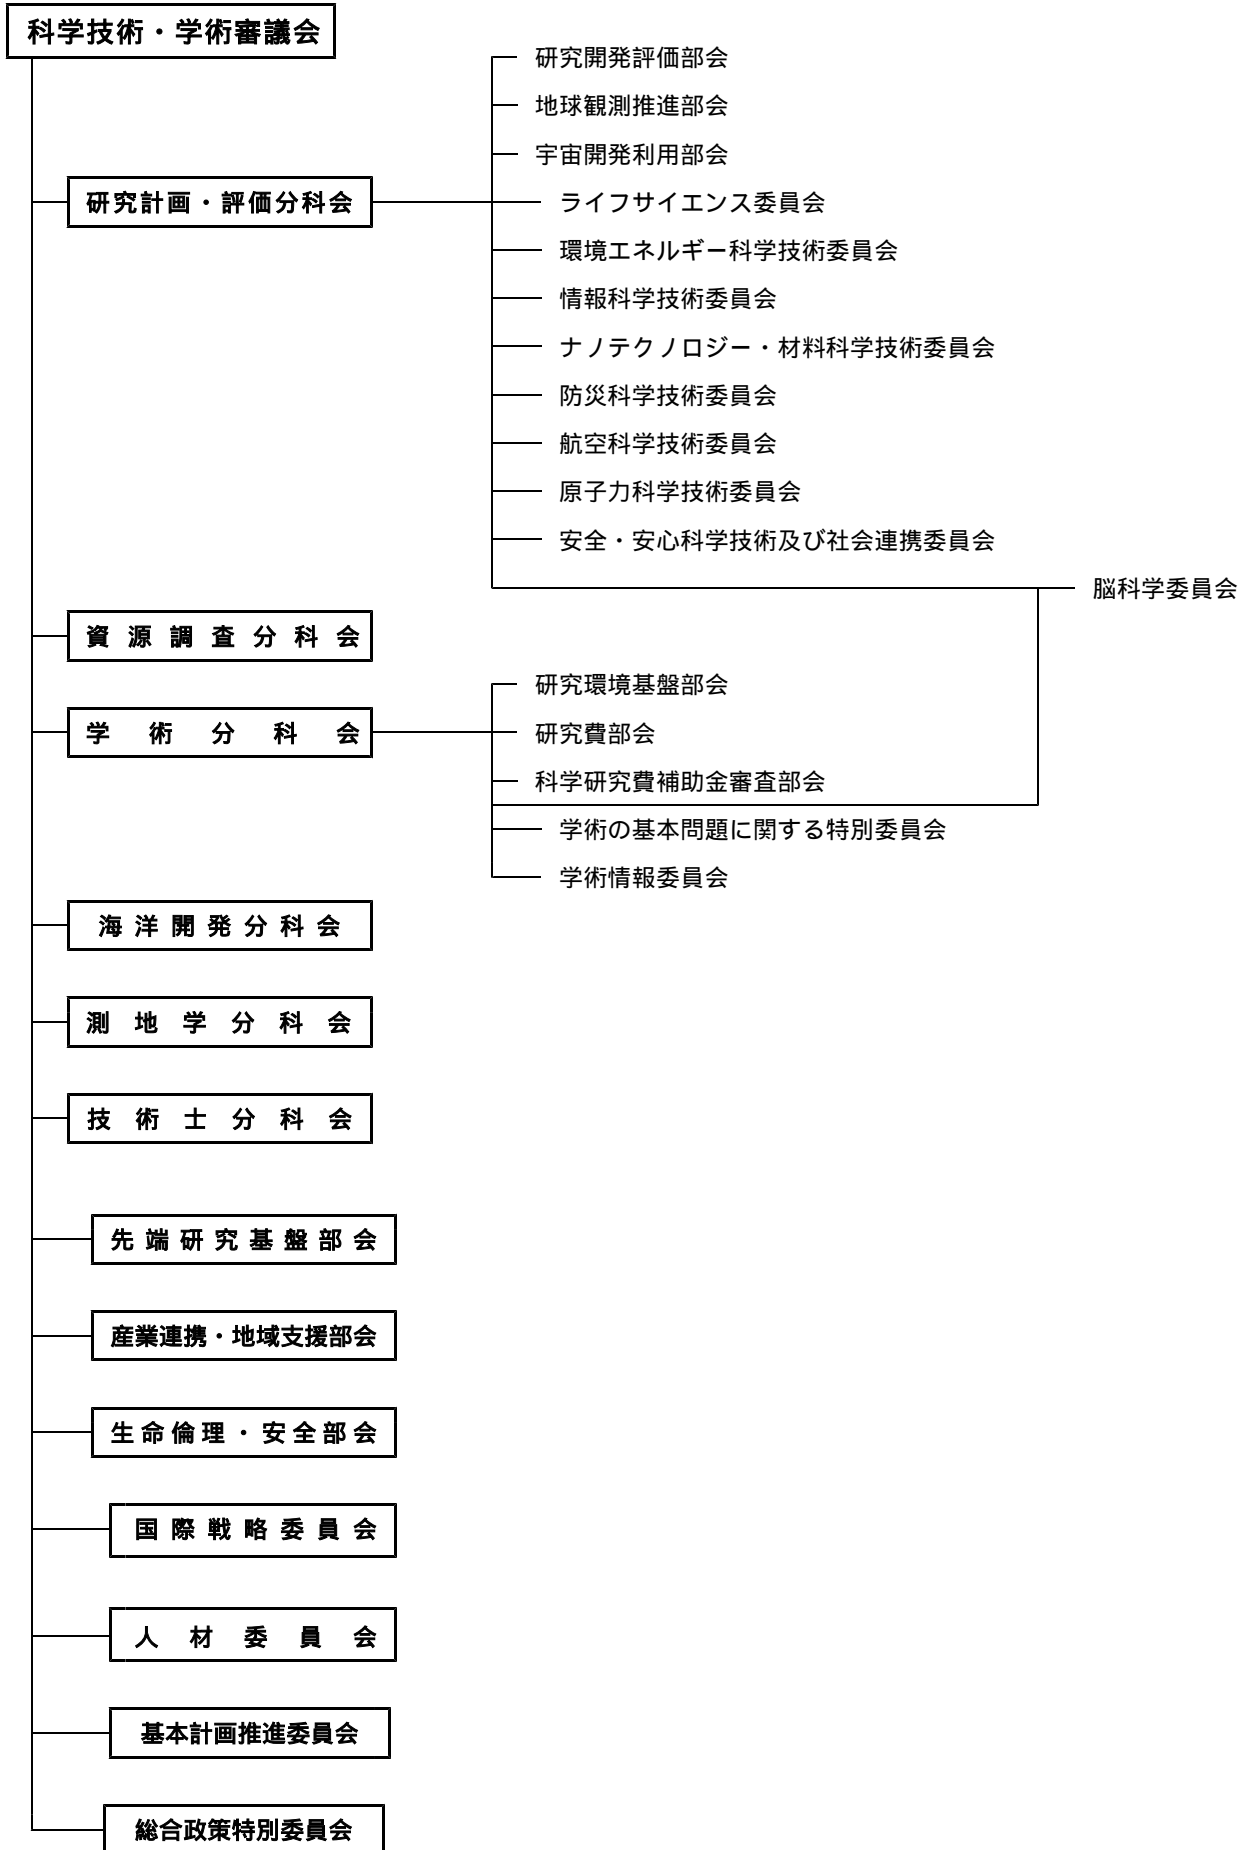 科学技術・学術審議会
研究開発評価部会
地球観測推進部会
宇宙開発利用部会
研究計画・評価分科会
ライフサイエンス委員会
環境エネルギー科学技術委員会
情報科学技術委員会
ナノテクノロジー・材料科学技術委員会
防災科学技術委員会
航空科学技術委員会
原子力科学技術委員会
安全・安心科学技術及び社会連携委員会
脳科学委員会
資源調査分科会
研究環境基盤部会
学術分科会
研究費部会
科学研究費補助金審査部会
学術の基本問題に関する特別委員会
学術情報委員会
海洋開発分科会
測地学分科会
技術士分科会
先端研究基盤部会
産業連携・地域支援部会
生命倫理・安全部会
国際戦略委員会
人材委員会
基本計画推進委員会
総合政策特別委員会